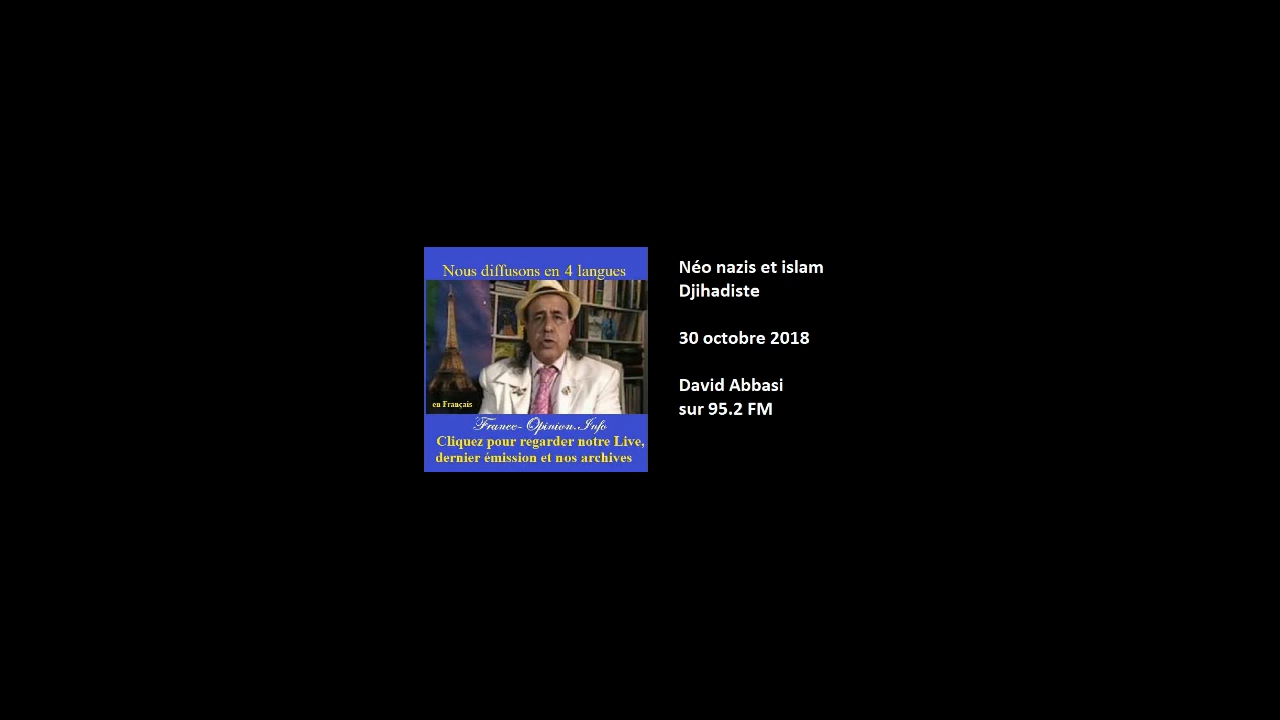 Nous diffusons en 4 langues
en Français
France-Opinion.Info
Cliquez pour regarder notre Live,
dernier émission et nos archives
Néo nazis et islam
Djihadiste
30 octobre 2018
David Abbasi
sur 95.2 FM